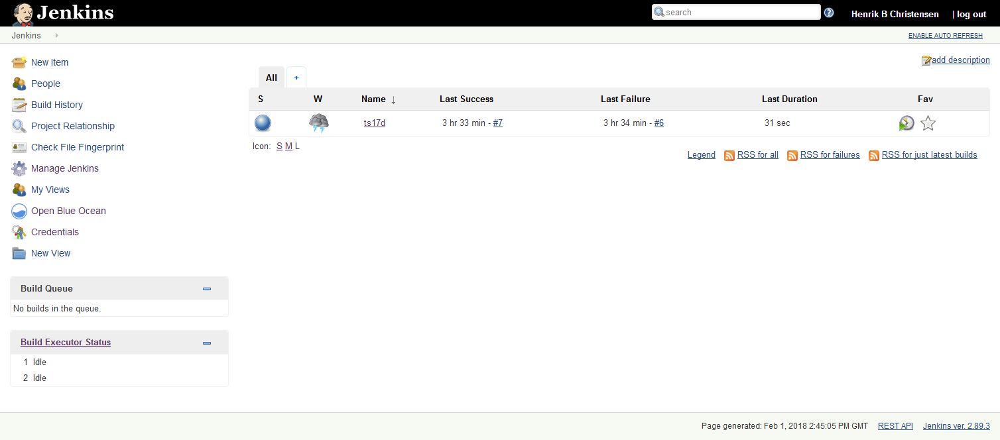 Jenkins
search
Henrik B Christensen | log out
Jenkins
ENABLE AUTO REFRESH
New Item
People
Build History
Project Relationship
Check File Fingerprint
Manage Jenkins
My Views
Open Blue Ocean
Credentials
New View
Build Queue
No builds in the queue.
Build Executor Status
1 Idle
2 Idle
add description
All +
S W Name ↓ Last Success Last Failure Last Duration Fav
ts17d 3 hr 33 min - #7 3 hr 34 min - #6 31 sec
Icon: S M L
Legend RSS for all RSS for failures RSS for just latest builds
Page generated: Feb 1, 2018 2:45:05 PM GMT REST API Jenkins ver. 2.89.3